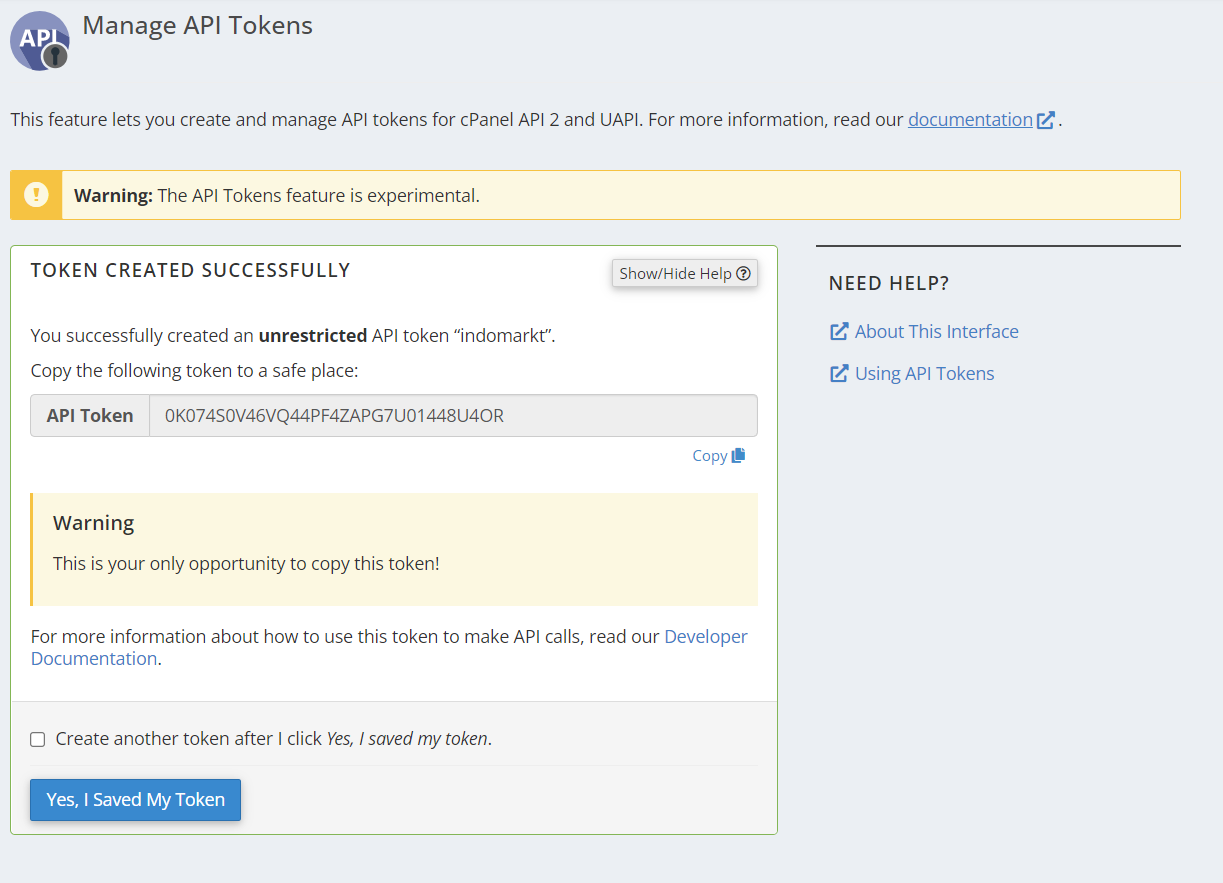 API
Manage API Tokens
This feature lets you create and manage API tokens for cPanel API 2 and UAPI. For more information, read our documentation.
Warning: The API Tokens feature is experimental.
TOKEN CREATED SUCCESSFULLY
Show/Hide Help
You successfully created an unrestricted API token “indomarkt”.
Copy the following token to a safe place:
API Token 0K074S0V46VQ44PF4ZAPG7U01448U4OR
Copy
Warning
This is your only opportunity to copy this token!
For more information about how to use this token to make API calls, read our Developer
Documentation.
Create another token after I click Yes, I saved my token.
Yes, I Saved My Token
NEED HELP?
About This Interface
Using API Tokens